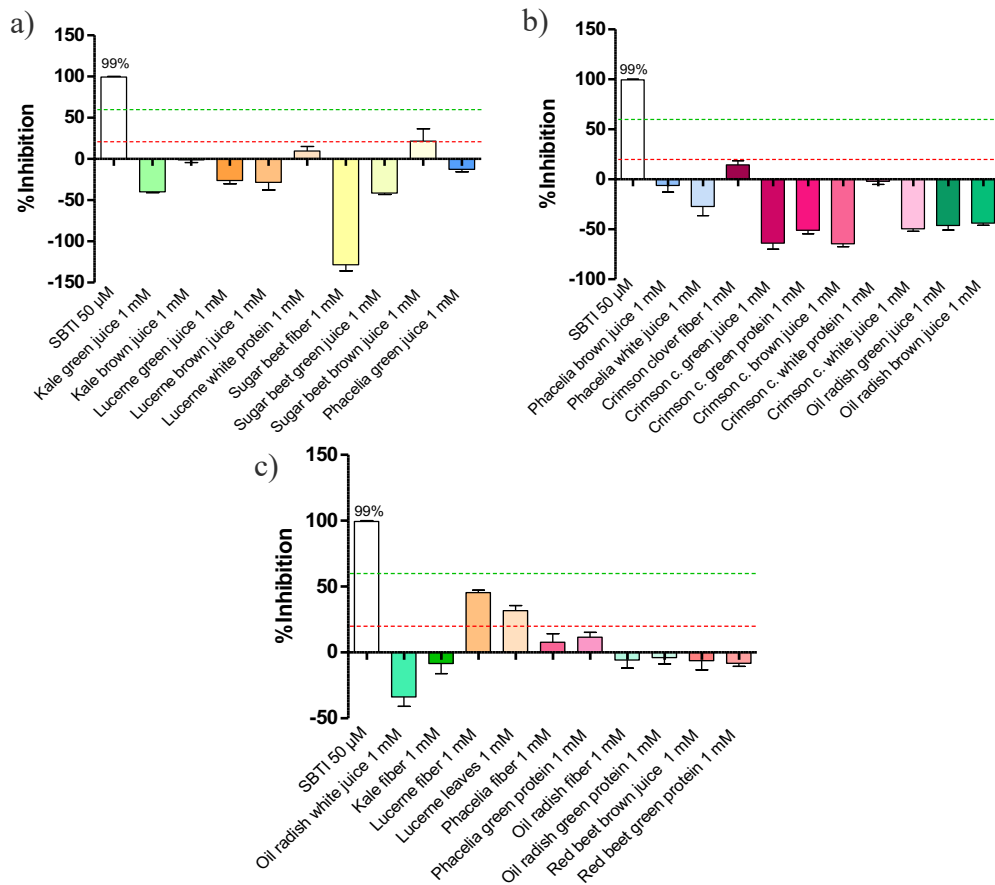 a)
%Inhibition
150
100
50
0
-50
-100
-150
99%
SBTI 50 µM
Kale green juice 1 mM
Kale brown juice 1 mM
Lucerne green juice 1 mM
Lucerne brown juice 1 mM
Lucerne white protein 1 mM
Sugar beet fiber 1 mM
Sugar beet green juice 1 mM
Sugar beet brown juice 1 mM
Phacelia green juice 1 mM
b)
%Inhibition
150
100
50
0
-50
-100
99%
SBTI 50 µM
Phacelia brown juice 1 mM
Phacelia white juice 1 mM
Crimson clover fiber 1 mM
Crimson c. green juice 1 mM
Crimson c. green protein 1 mM
Crimson c. brown juice 1 mM
Crimson c. white protein 1 mM
Crimson c. white juice 1 mM
Oil radish green juice 1 mM
Oil radish brown juice 1 mM
c)
%Inhibition
150
100
50
0
-50
99%
SBTI 50 µM
Oil radish white juice 1 mM
Kale fiber 1 mM
Lucerne fiber 1 mM
Lucerne leaves 1 mM
Phacelia fiber 1 mM
Phacelia green protein 1 mM
Oil radish fiber 1 mM
Oil radish green protein 1 mM
Red beet brown juice 1 mM
Red beet green protein 1 mM